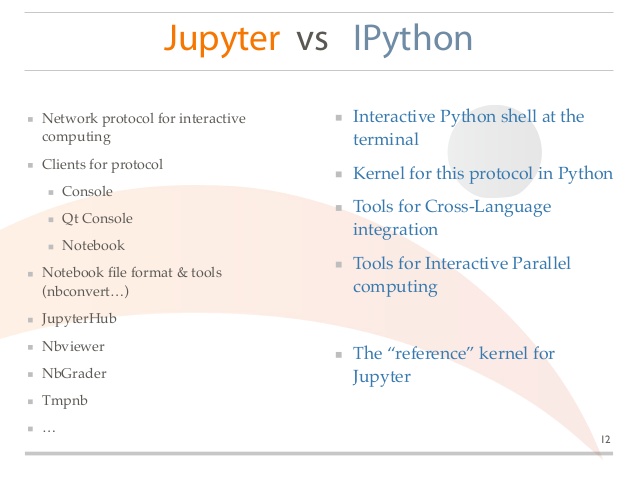 Jupyter vs IPython
Network protocol for interactive
computing
Clients for protocol
Console
Qt Console
Notebook
Notebook file format & tools
(nbconvert…)
JupyterHub
Nbviewer
NbGrader
Tmpnb
…
Interactive Python shell at the
terminal
Kernel for this protocol in Python
Tools for Cross-Language
integration
Tools for Interactive Parallel
computing
The “reference” kernel for
Jupyter
12